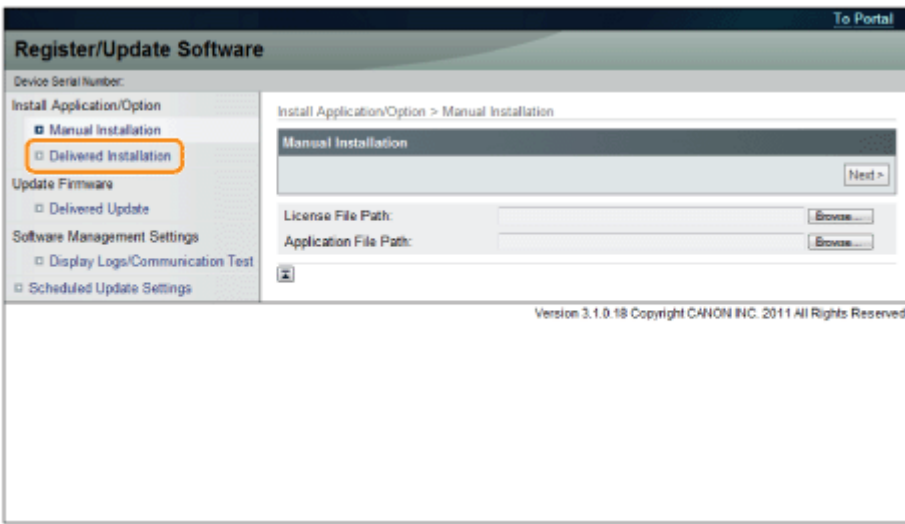 To Portal
Register/Update Software
Device Serial Number:
Install Application/Option
Manual Installation
Delivered Installation
Update Firmware
Delivered Update
Software Management Settings
Display Logs/Communication Test
Scheduled Update Settings
Install Application/Option > Manual Installation
Manual Installation
Next >
License File Path:
Browse...
Application File Path:
Browse...
Version 3.1.0.18 Copyright CANON INC. 2011 All Rights Reserved